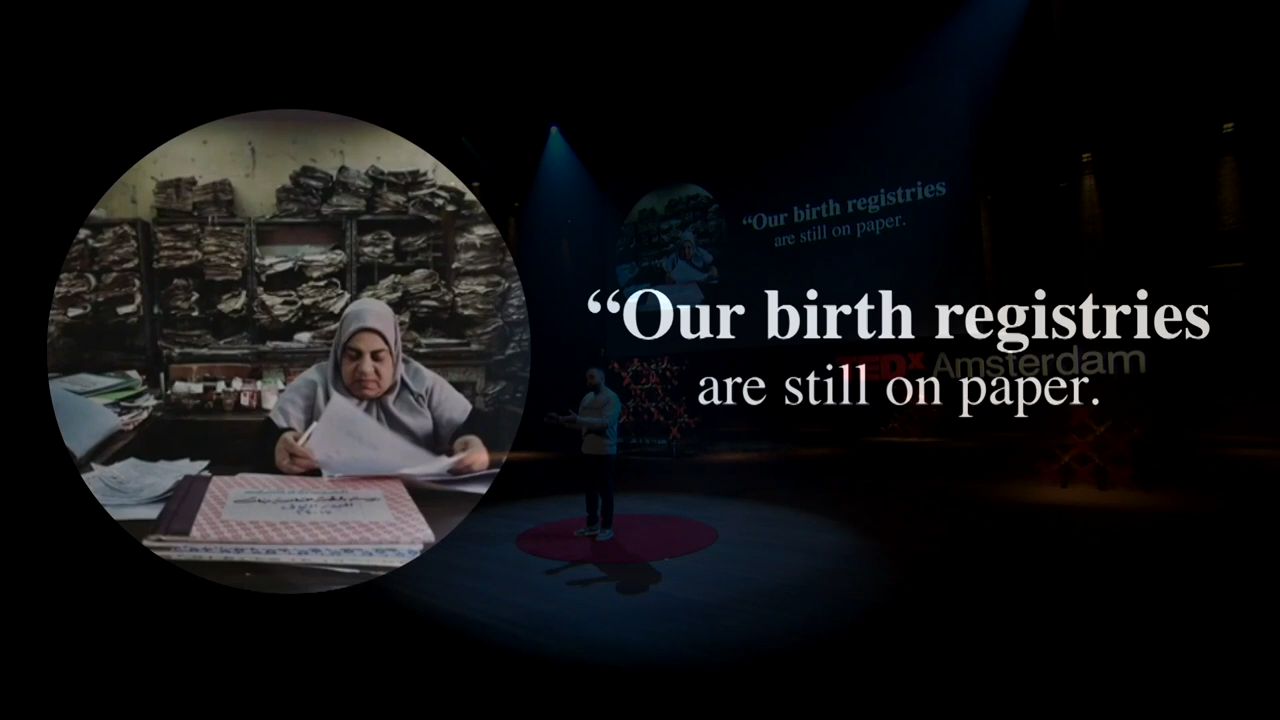 “Our birth registries
are still on paper.
“Our birth registries
are still on paper.
TEDx Amsterdam